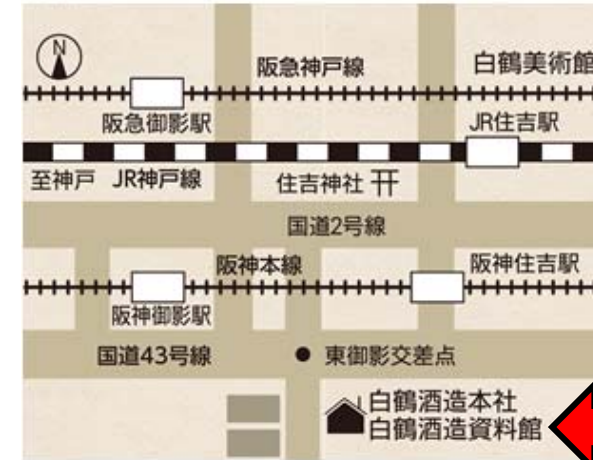 N
阪急神戸線
白鶴美術館
阪急御影駅
JR住吉駅
至神戸 JR神戸線
住吉神社
国道2号線
阪神本線
阪神住吉駅
阪神御影駅
国道43号線
東御影交差点
白鶴酒造本社
白鶴酒造資料館